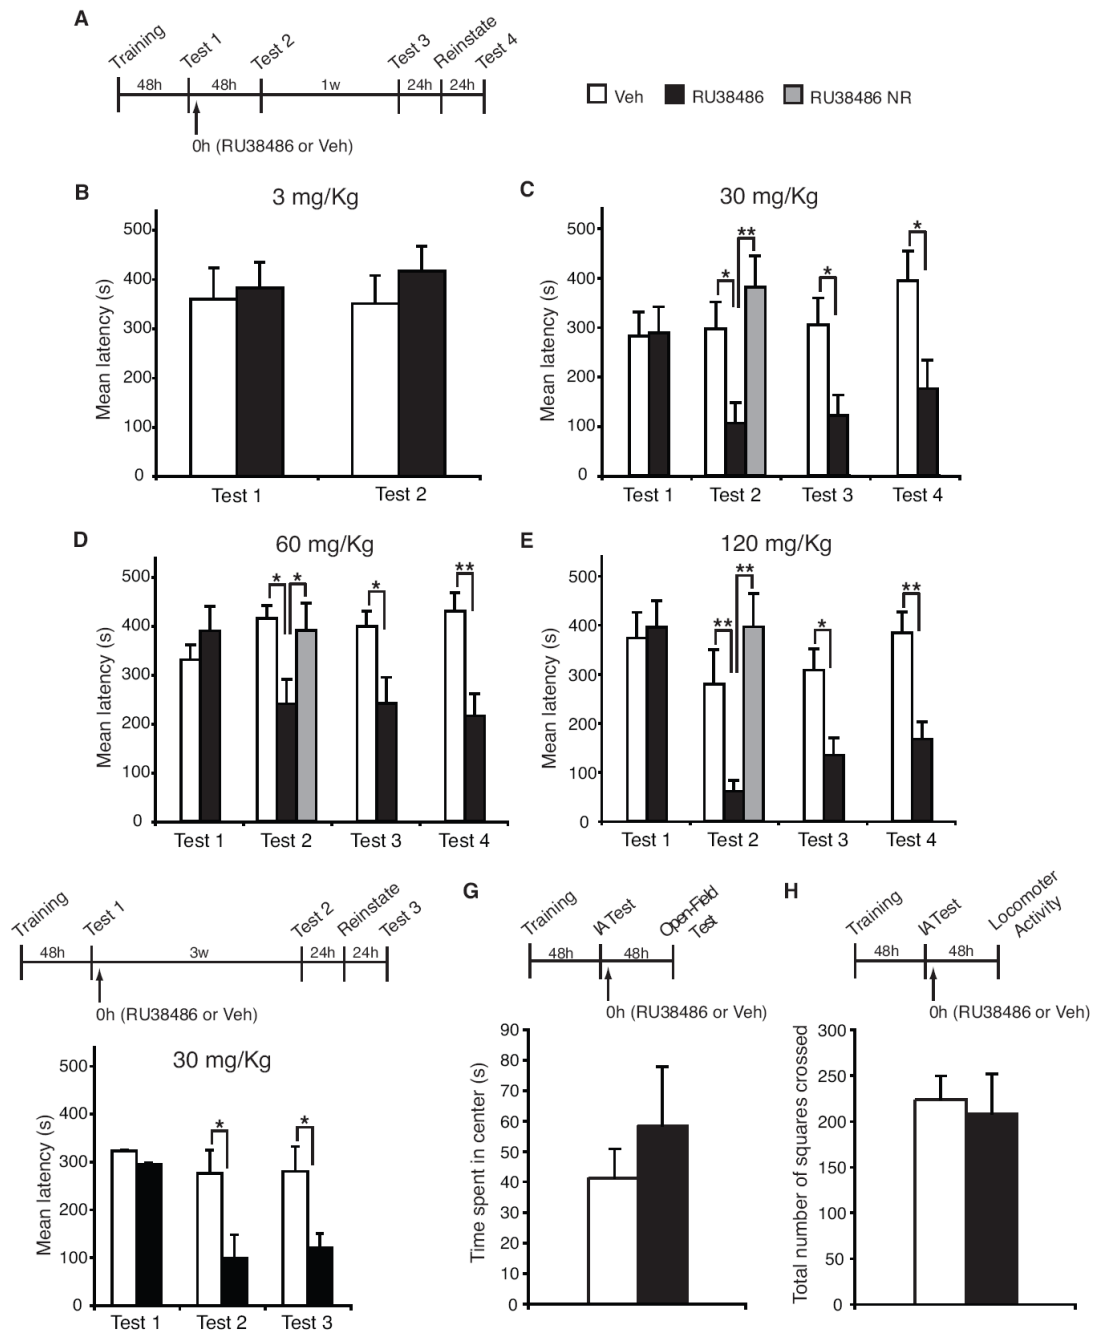 A
Training Test 1 Test 2 Test 3 Reinstate Test 4
48h 48h 1w 24h 24h
0h (RU38486 or Veh)
Veh RU38486 RU38486 NR
B
3 mg/Kg
Mean latency (s)
500
400
300
200
100
0
Test 1 Test 2
C
30 mg/Kg
Mean latency (s)
500
400
300
200
100
0
* ** * *
Test 1 Test 2 Test 3 Test 4
D
60 mg/Kg
Mean latency (s)
500
400
300
200
100
0
* * * **
Test 1 Test 2 Test 3 Test 4
E
120 mg/Kg
Mean latency (s)
500
400
300
200
100
0
** ** * **
Test 1 Test 2 Test 3 Test 4
Training Test 1 Test 2 Reinstate Test 3
48h 3w 24h 24h
0h (RU38486 or Veh)
30 mg/Kg
Mean latency (s)
500
400
300
200
100
0
* *
Test 1 Test 2 Test 3
G
Training IA Test Open-Field Test
48h 48h
0h (RU38486 or Veh)
Time spent in center (s)
90
80
70
60
50
40
30
20
10
0
H
Training IA Test Locomoter Activity
48h 48h
0h (RU38486 or Veh)
Total number of squares crossed
300
250
200
150
100
50
0